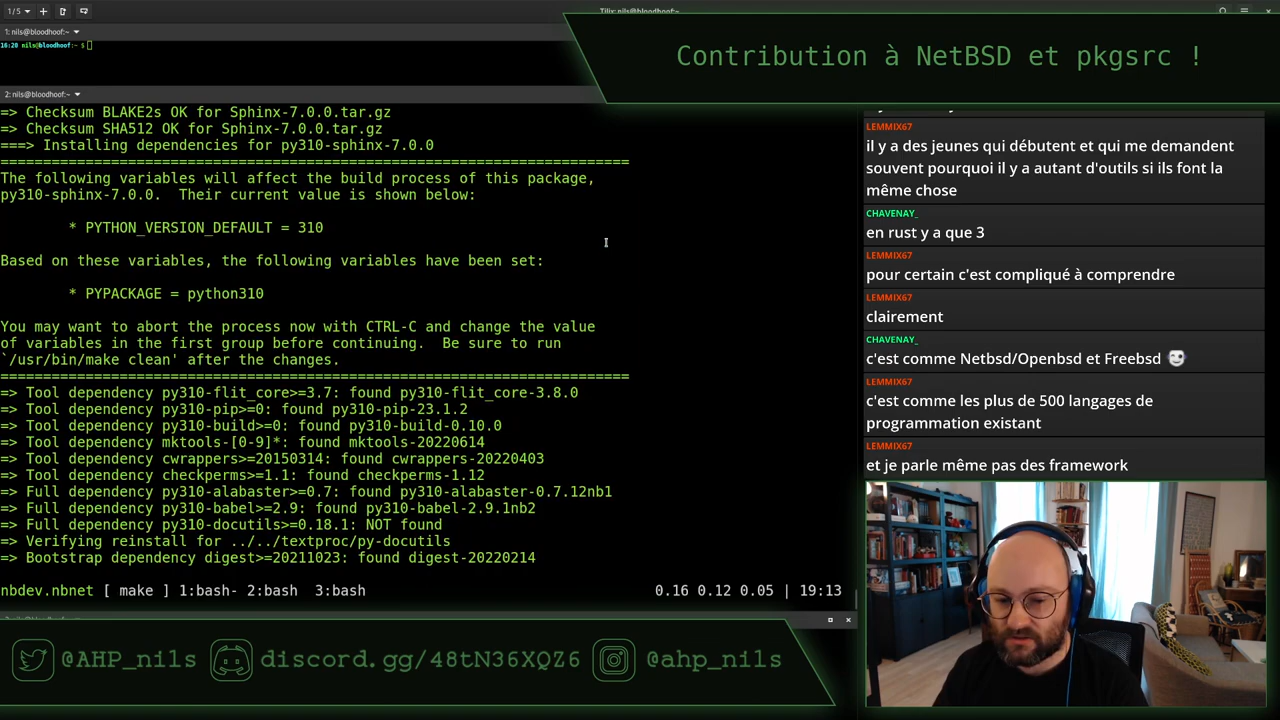 1/5
Tilix: nils@bloodhoof:~
1: nils@bloodhoof:~
16:20 nils@bloodhoof:~ $
Contribution à NetBSD et pkgsrc !
2: nils@bloodhoof:~
=> Checksum BLAKE2s OK for Sphinx-7.0.0.tar.gz
=> Checksum SHA512 OK for Sphinx-7.0.0.tar.gz
===> Installing dependencies for py310-sphinx-7.0.0
==========================================================================
The following variables will affect the build process of this package,
py310-sphinx-7.0.0.  Their current value is shown below:
* PYTHON_VERSION_DEFAULT = 310
Based on these variables, the following variables have been set:
* PYPACKAGE = python310
You may want to abort the process now with CTRL-C and change the value
of variables in the first group before continuing.  Be sure to run
`/usr/bin/make clean' after the changes.
==========================================================================
=> Tool dependency py310-flit_core>=3.7: found py310-flit_core-3.8.0
=> Tool dependency py310-pip>=0: found py310-pip-23.1.2
=> Tool dependency py310-build>=0: found py310-build-0.10.0
=> Tool dependency mktools-[0-9]*: found mktools-20220614
=> Tool dependency cwrappers>=20150314: found cwrappers-20220403
=> Tool dependency checkperms>=1.1: found checkperms-1.12
=> Full dependency py310-alabaster>=0.7: found py310-alabaster-0.7.12nb1
=> Full dependency py310-babel>=2.9: found py310-babel-2.9.1nb2
=> Full dependency py310-docutils>=0.18.1: NOT found
=> Verifying reinstall for ../../textproc/py-docutils
=> Bootstrap dependency digest>=20211023: found digest-20220214
nbdev.nbnet [ make ] 1:bash- 2:bash  3:bash
0.16 0.12 0.05 | 19:13
LEMMIX67
il y a des jeunes qui débutent et qui me demandent
souvent pourquoi il y a autant d'outils si ils font la
même chose
CHAVENAY_
en rust y a que 3
LEMMIX67
pour certain c'est compliqué à comprendre
LEMMIX67
clairement
CHAVENAY_
c'est comme Netbsd/Openbsd et Freebsd
LEMMIX67
c'est comme les plus de 500 langages de
programmation existant
LEMMIX67
et je parle même pas des framework
@AHP_nils
discord.gg/48tN36XQZ6
@ahp_nils